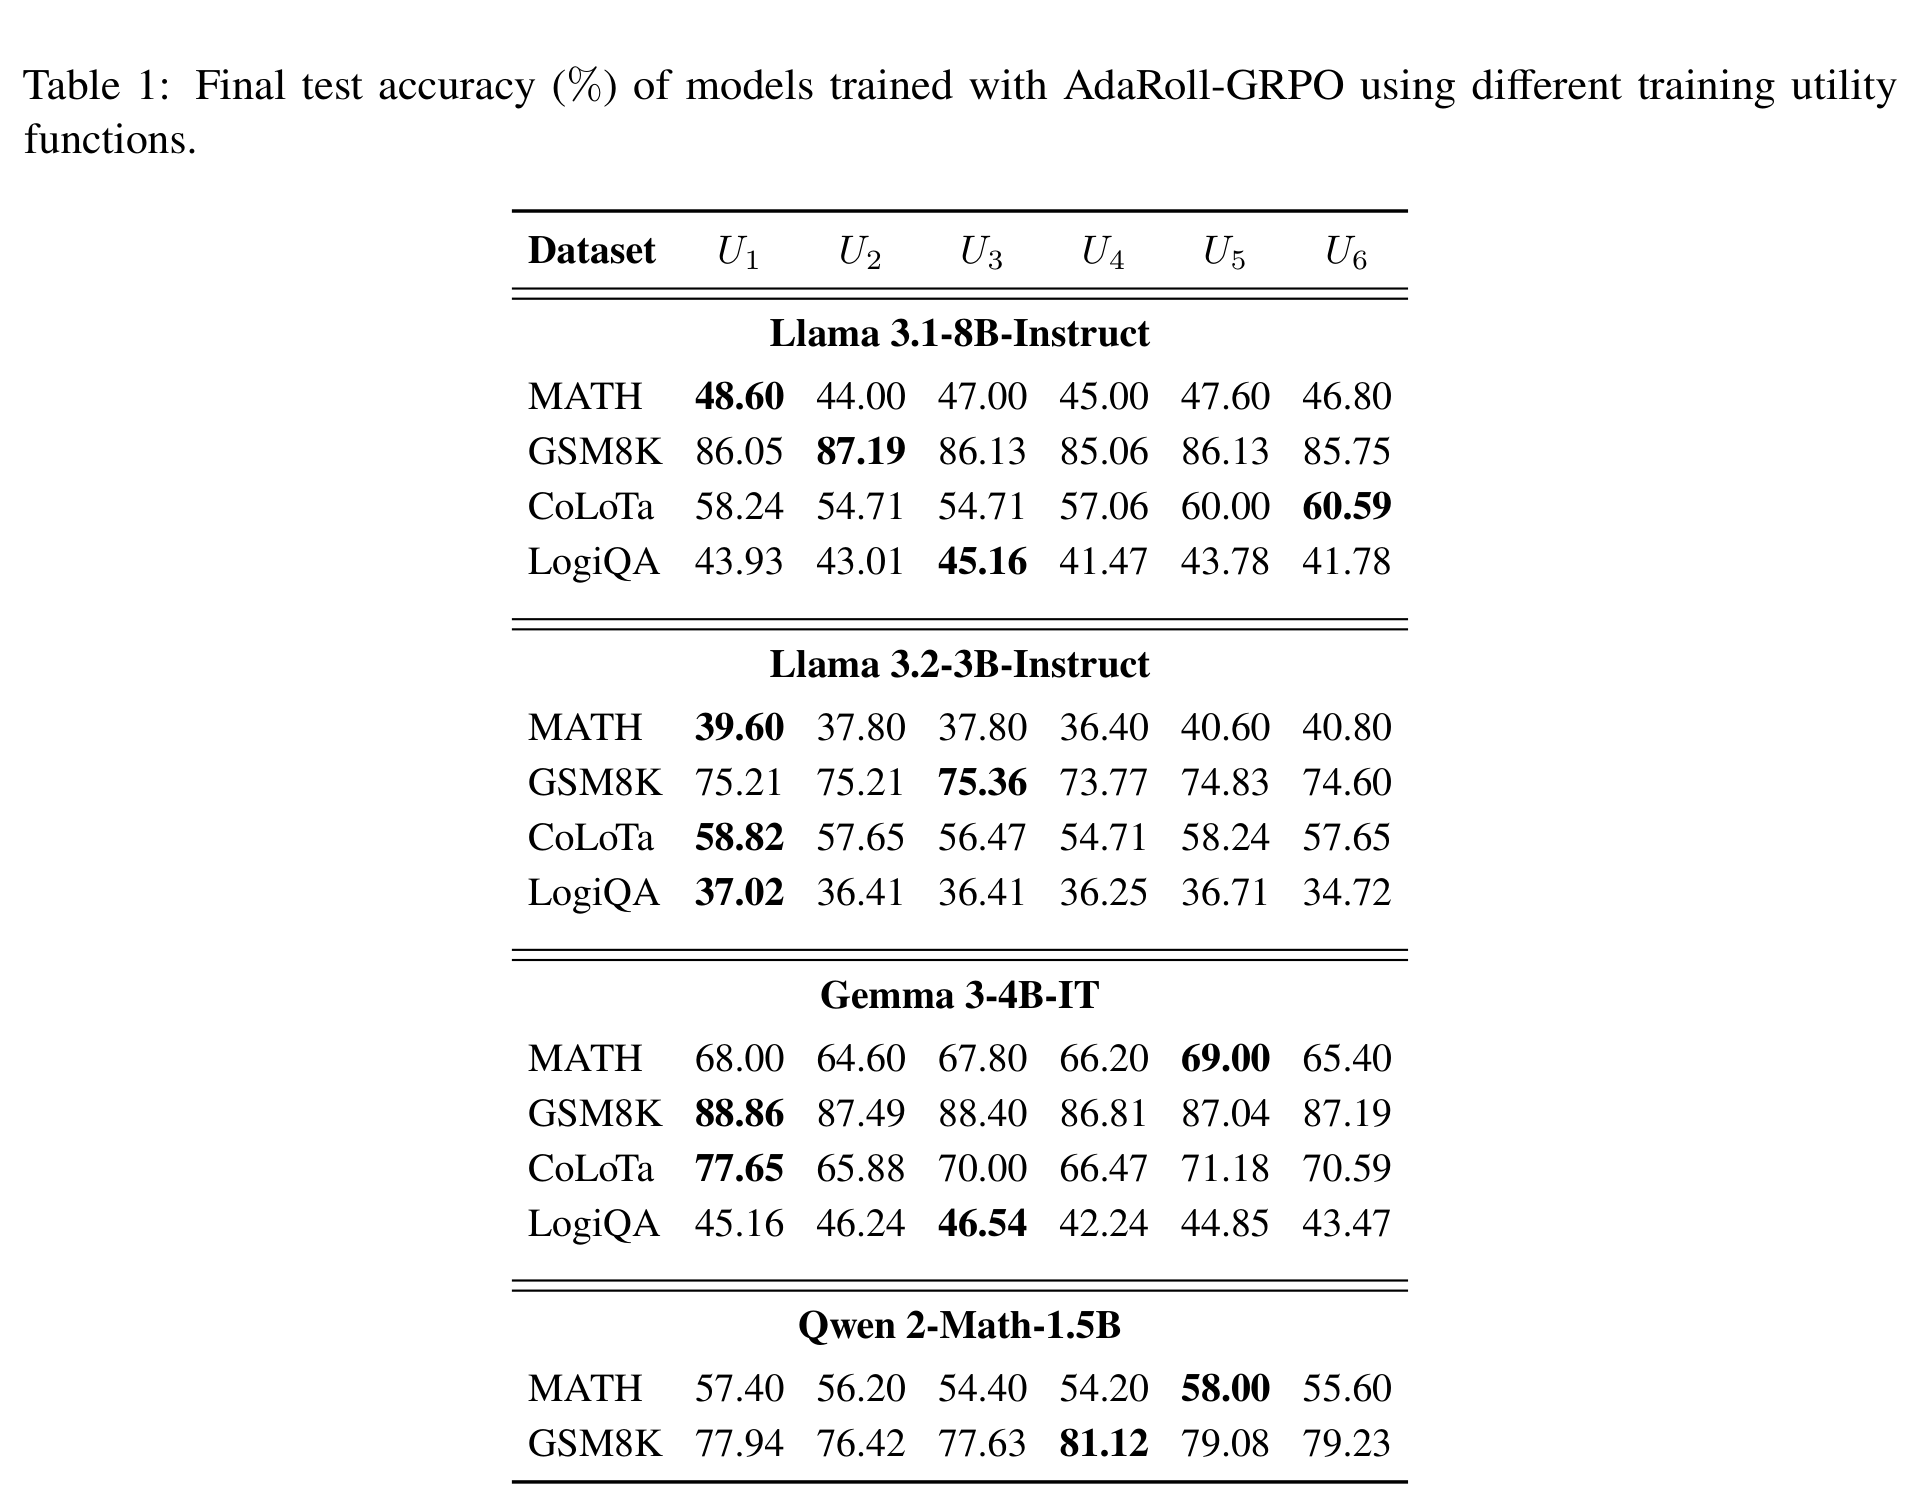 Table 1: Final test accuracy (%) of models trained with AdaRoll-GRPO using different training utility
functions.
Dataset U₁ U₂ U₃ U₄ U₅ U₆
Llama 3.1-8B-Instruct
MATH 48.60 44.00 47.00 45.00 47.60 46.80
GSM8K 86.05 87.19 86.13 85.06 86.13 85.75
CoLoTa 58.24 54.71 54.71 57.06 60.00 60.59
LogiQA 43.93 43.01 45.16 41.47 43.78 41.78
Llama 3.2-3B-Instruct
MATH 39.60 37.80 37.80 36.40 40.60 40.80
GSM8K 75.21 75.21 75.36 73.77 74.83 74.60
CoLoTa 58.82 57.65 56.47 54.71 58.24 57.65
LogiQA 37.02 36.41 36.41 36.25 36.71 34.72
Gemma 3-4B-IT
MATH 68.00 64.60 67.80 66.20 69.00 65.40
GSM8K 88.86 87.49 88.40 86.81 87.04 87.19
CoLoTa 77.65 65.88 70.00 66.47 71.18 70.59
LogiQA 45.16 46.24 46.54 42.24 44.85 43.47
Qwen 2-Math-1.5B
MATH 57.40 56.20 54.40 54.20 58.00 55.60
GSM8K 77.94 76.42 77.63 81.12 79.08 79.23